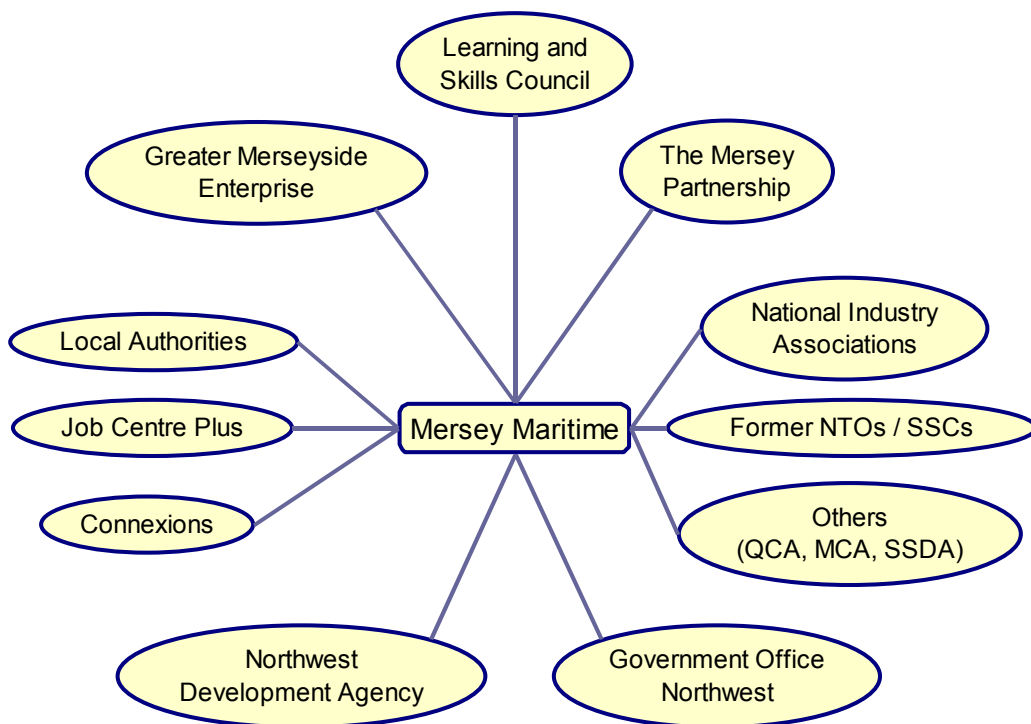 Learning and
Skills Council
Greater Merseyside
Enterprise
The Mersey
Partnership
National Industry
Associations
Local Authorities
Job Centre Plus
Mersey Maritime
Former NTOs / SSCs
Connexions
Others
(QCA, MCA, SSDA)
Northwest
Development Agency
Government Office
Northwest